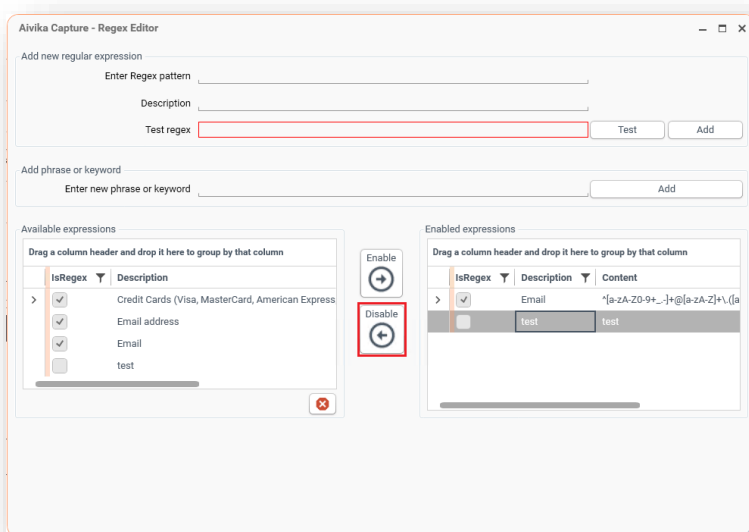 Aivika Capture - Regex Editor
Add new regular expression
Enter Regex pattern
Description
Test regex
Test
Add
Add phrase or keyword
Enter new phrase or keyword
Add
Available expressions
Drag a column header and drop it here to group by that column
IsRegex Description
Credit Cards (Visa, MasterCard, American Express
Email address
Email
test
Enable
Disable
Enabled expressions
Drag a column header and drop it here to group by that column
IsRegex Description Content
Email ^[a-zA-Z0-9+_.-]+@[a-zA-Z]+\.([a
test test